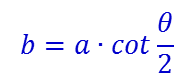 b = a · cot θ/2